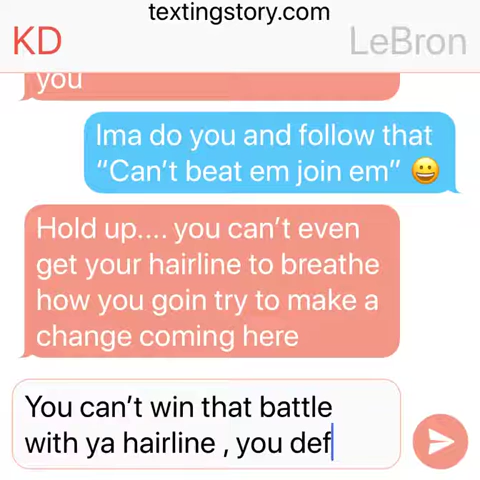 textingstory.com
KD LeBron
you
Ima do you and follow that
“Can’t beat em join em” 😀
Hold up.... you can’t even
get your hairline to breathe
how you goin try to make a
change coming here
You can’t win that battle
with ya hairline , you def